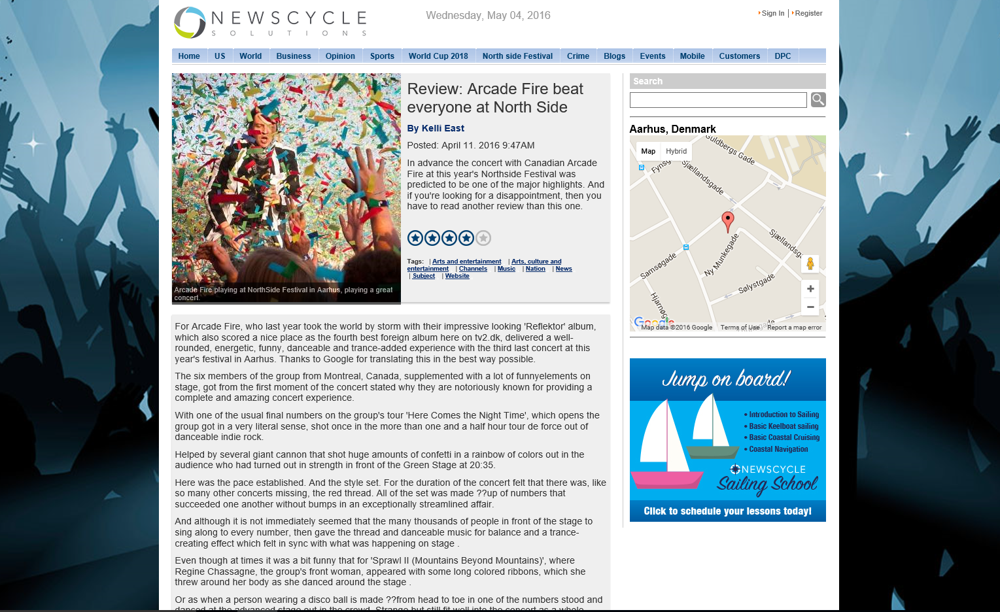 NEWSCYCLE
SOLUTIONS
Wednesday, May 04, 2016
Sign In | Register
Home US World Business Opinion Sports World Cup 2018 North side Festival Crime Blogs Events Mobile Customers DPC
Review: Arcade Fire beat
everyone at North Side
By Kelli East
Posted: April 11. 2016 9:47AM
In advance the concert with Canadian Arcade
Fire at this year's Northside Festival was
predicted to be one of the major highlights. And
if you're looking for a disappointment, then you
have to read another review than this one.
Tags: | Arts and entertainment | Arts, culture and
entertainment | Channels | Music | Nation | News
| Subject | Website
Arcade Fire playing at NorthSide Festival in Aarhus, playing a great
concert.
For Arcade Fire, who last year took the world by storm with their impressive looking 'Reflektor' album,
which also scored a nice place as the fourth best foreign album here on tv2.dk, delivered a well-
rounded, energetic, funny, danceable and trance-added experience with the third last concert at this
year's festival in Aarhus. Thanks to Google for translating this in the best way possible.
The six members of the group from Montreal, Canada, supplemented with a lot of funnyelements on
stage, got from the first moment of the concert stated why they are notoriously known for providing a
complete and amazing concert experience.
With one of the usual final numbers on the group's tour 'Here Comes the Night Time', which opens the
group got in a very literal sense, shot once in the more than one and a half hour tour de force out of
danceable indie rock.
Helped by several giant cannon that shot huge amounts of confetti in a rainbow of colors out in the
audience who had turned out in strength in front of the Green Stage at 20:35.
Here was the pace established. And the style set. For the duration of the concert felt that there was, like
so many other concerts missing, the red thread. All of the set was made ??up of numbers that
succeeded one another without bumps in an exceptionally streamlined affair.
And although it is not immediately seemed that the many thousands of people in front of the stage to
sing along to every number, then gave the thread and danceable music for balance and a trance-
creating effect which felt in sync with what was happening on stage .
Even though at times it was a bit funny that for 'Sprawl II (Mountains Beyond Mountains)', where
Regine Chassagne, the group's front woman, appeared with some long colored ribbons, which she
threw around her body as she danced around the stage .
Or as when a person wearing a disco ball is made ??from head to toe in one of the numbers stood and
danced at the advanced stage out in the crowd. Strange but still fit well into the concert as a whole.
Search
Aarhus, Denmark
Map Hybrid
Guldbergs Gade
Fynsg
Sjællandsgade
Sjællandsg
Ny Munkegade
Samsøgade
Sølystgade
Hjarnøg
Google
Map data ©2016 Google Terms of Use Report a map error
Jump on board!
• Introduction to Sailing
• Basic Keelboat sailing
• Basic Coastal Cruising
• Coastal Navigation
NEWSCYCLE
Sailing School
Click to schedule your lessons today!